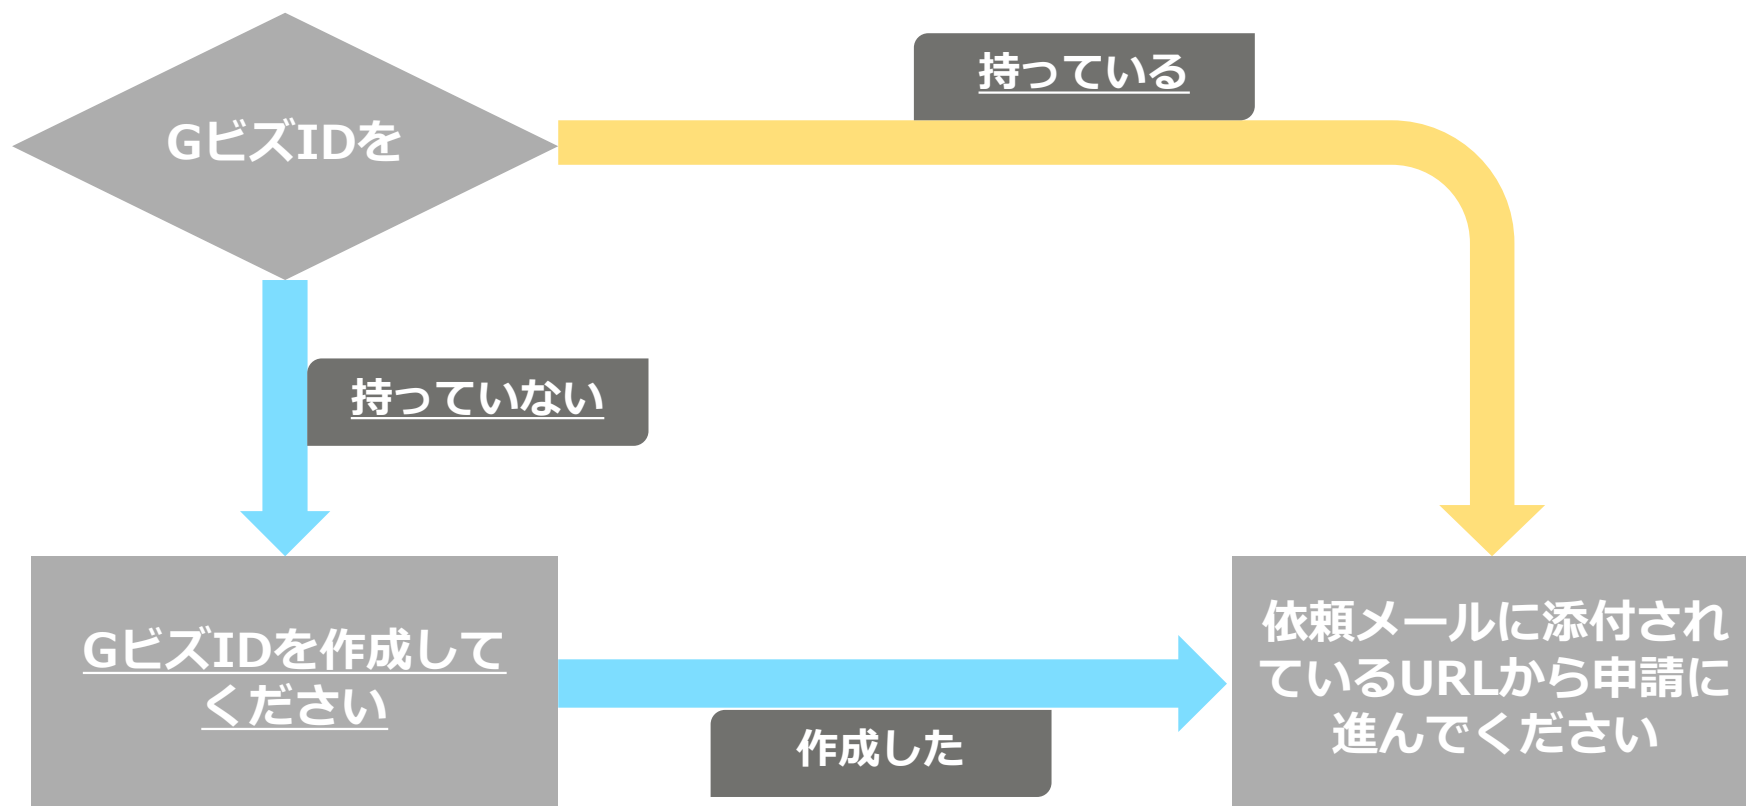 GビズIDを
持っている
持っていない
GビズIDを作成して
ください
作成した
依頼メールに添付され
ているURLから申請に
進んでください